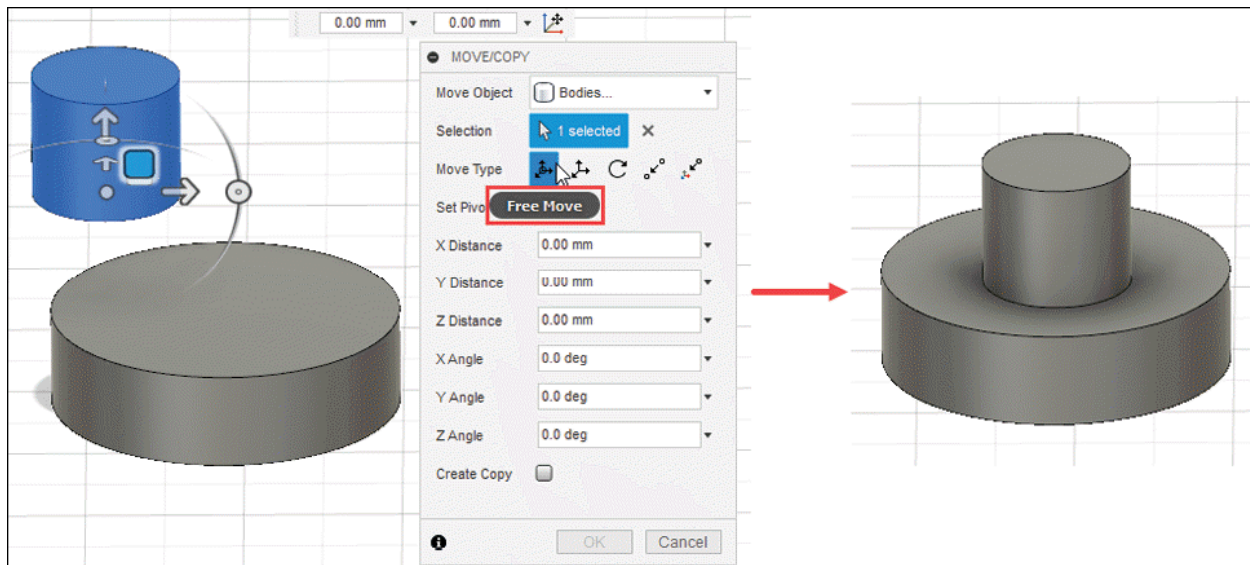 0.00 mm 0.00 mm
MOVE/COPY
Move Object Bodies...
Selection 1 selected
Move Type
Set Pivo Free Move
X Distance 0.00 mm
Y Distance 0.00 mm
Z Distance 0.00 mm
X Angle 0.0 deg
Y Angle 0.0 deg
Z Angle 0.0 deg
Create Copy
OK Cancel